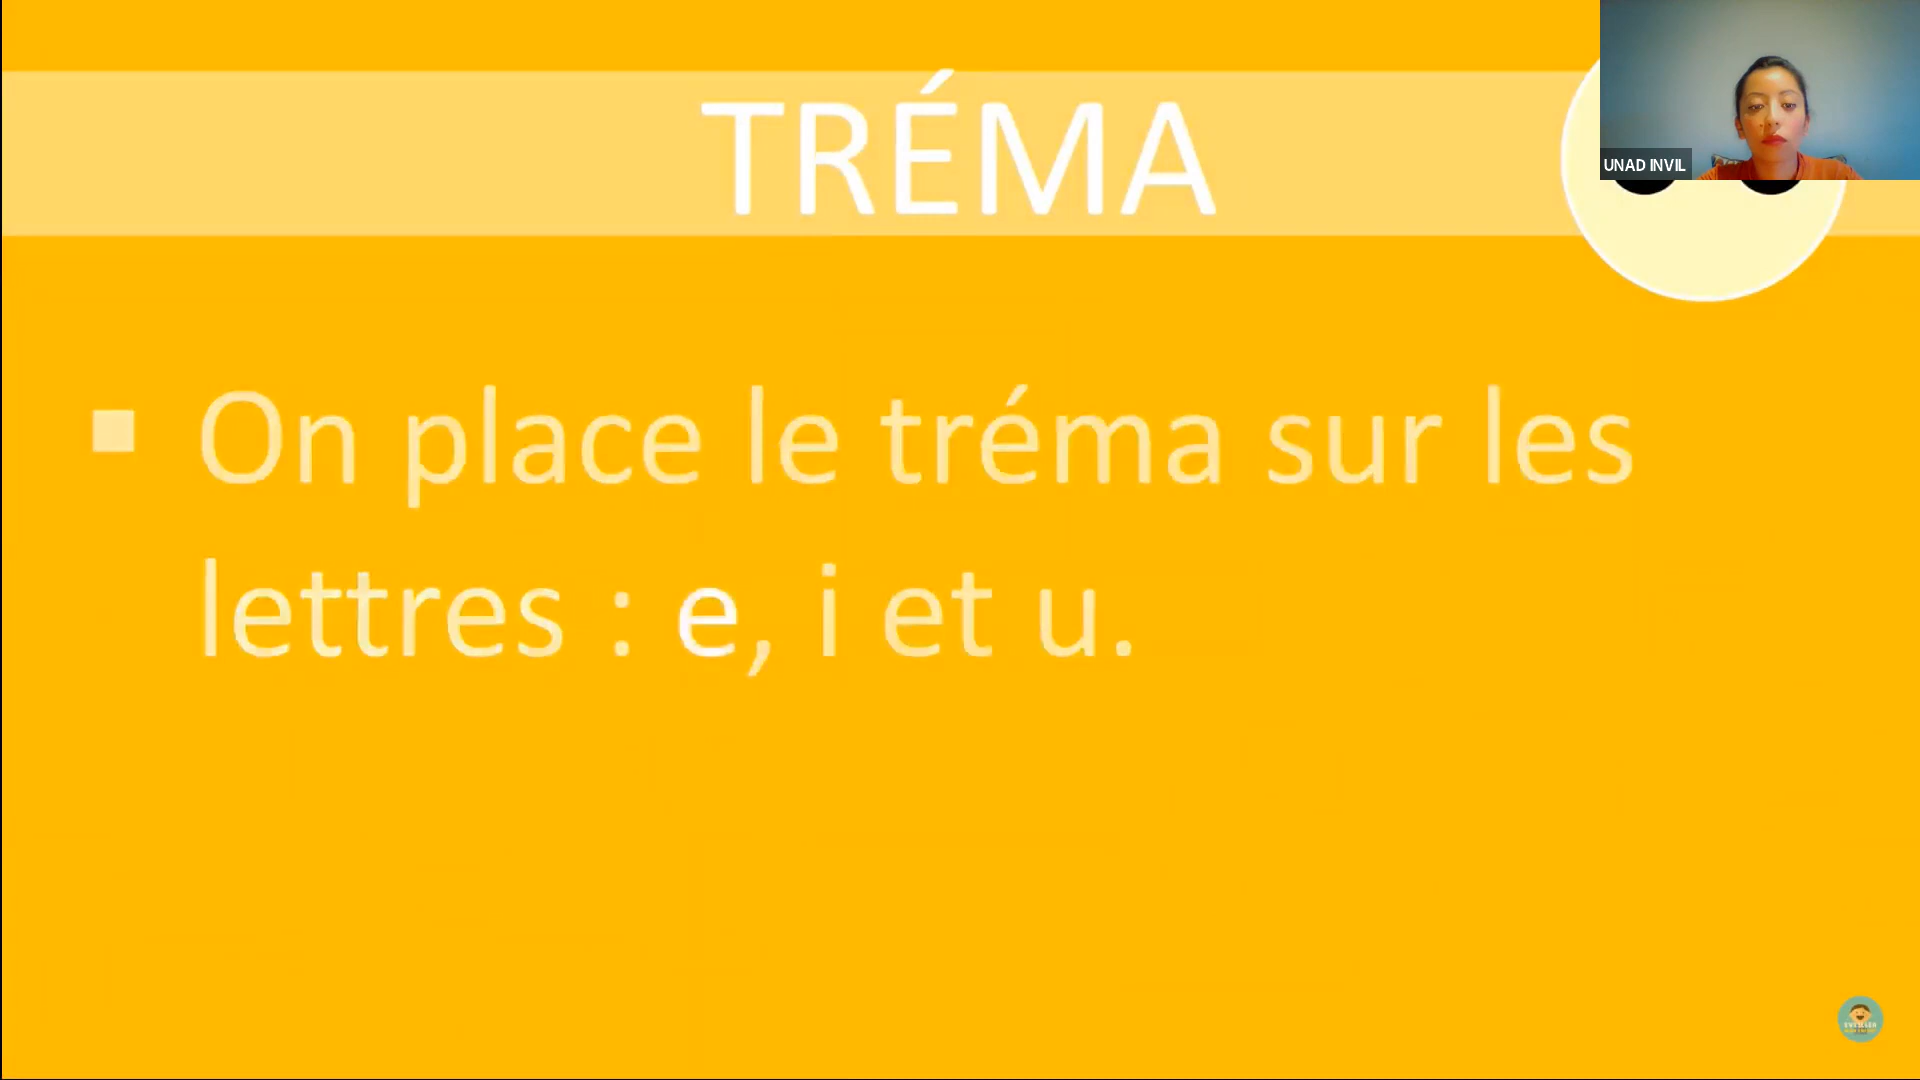 TRÉMA
UNAD INVIL
▪ On place le tréma sur les
lettres : e, i et u.